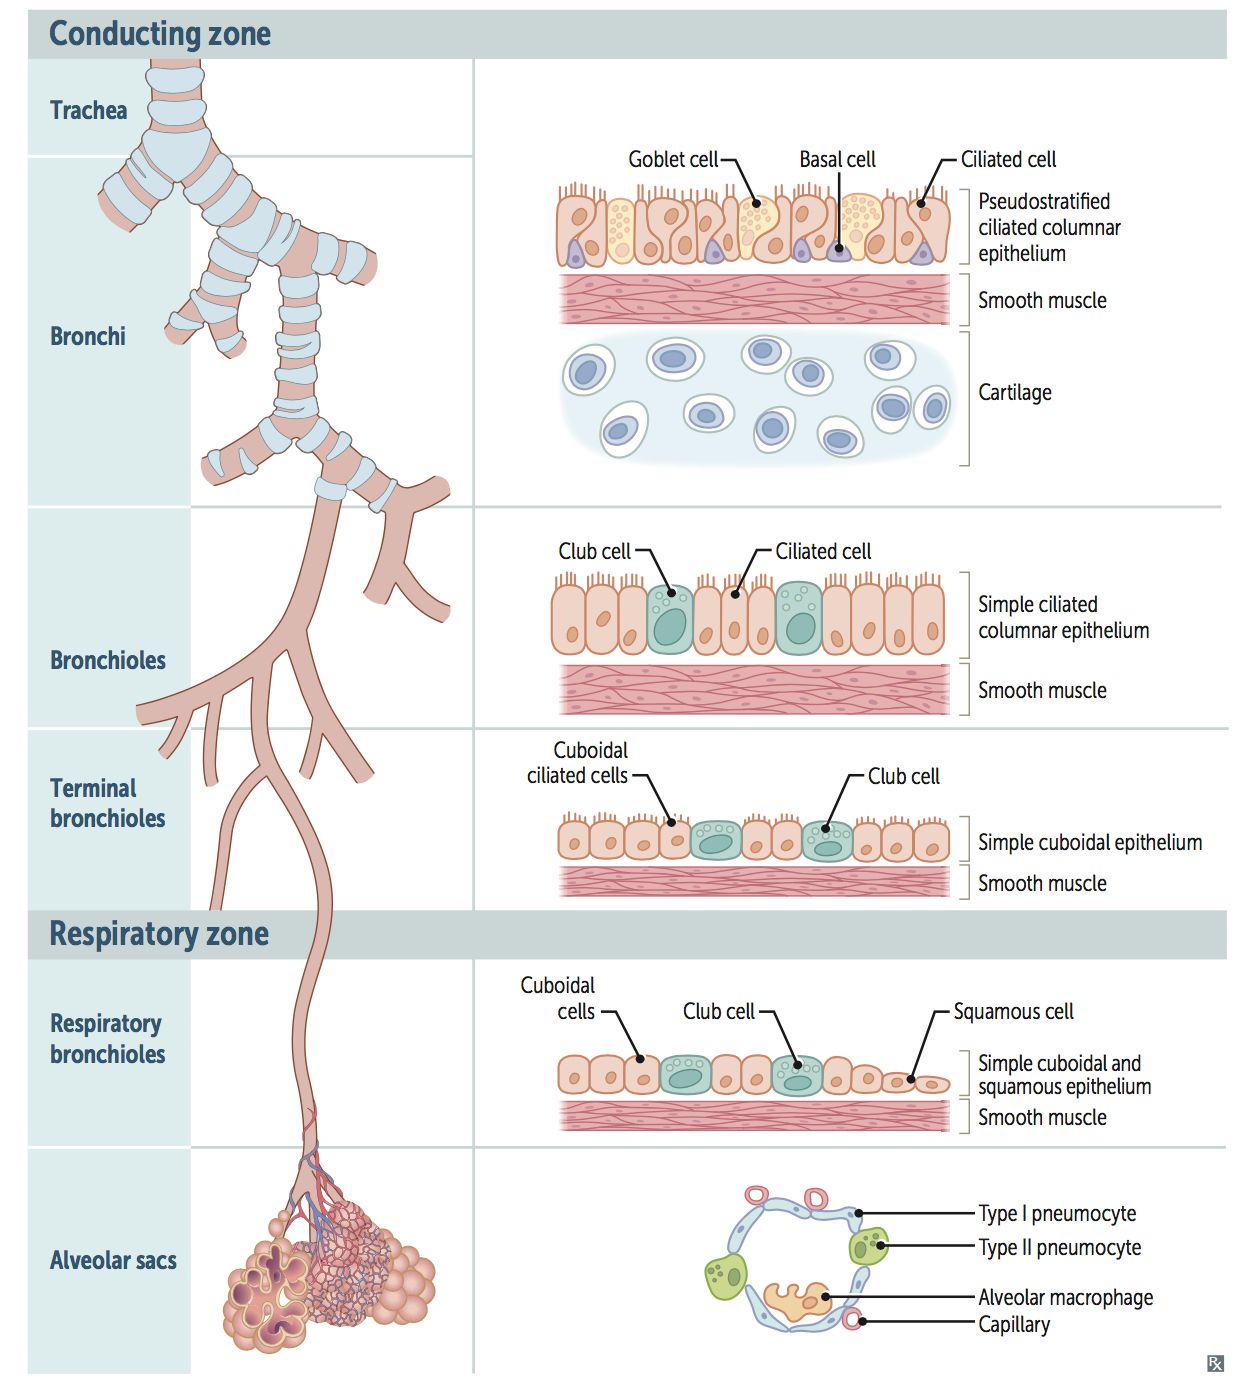 Conducting zone
Trachea
Goblet cell
Basal cell
Ciliated cell
Pseudostratified
ciliated columnar
epithelium
Smooth muscle
Bronchi
Cartilage
Club cell
Ciliated cell
Simple ciliated
columnar epithelium
Bronchioles
Smooth muscle
Cuboidal
ciliated cells
Club cell
Terminal
bronchioles
Simple cuboidal epithelium
Smooth muscle
Respiratory zone
Cuboidal
cells
Club cell
Squamous cell
Respiratory
bronchioles
Simple cuboidal and
squamous epithelium
Smooth muscle
Type I pneumocyte
Type II pneumocyte
Alveolar sacs
Alveolar macrophage
Capillary
Rx